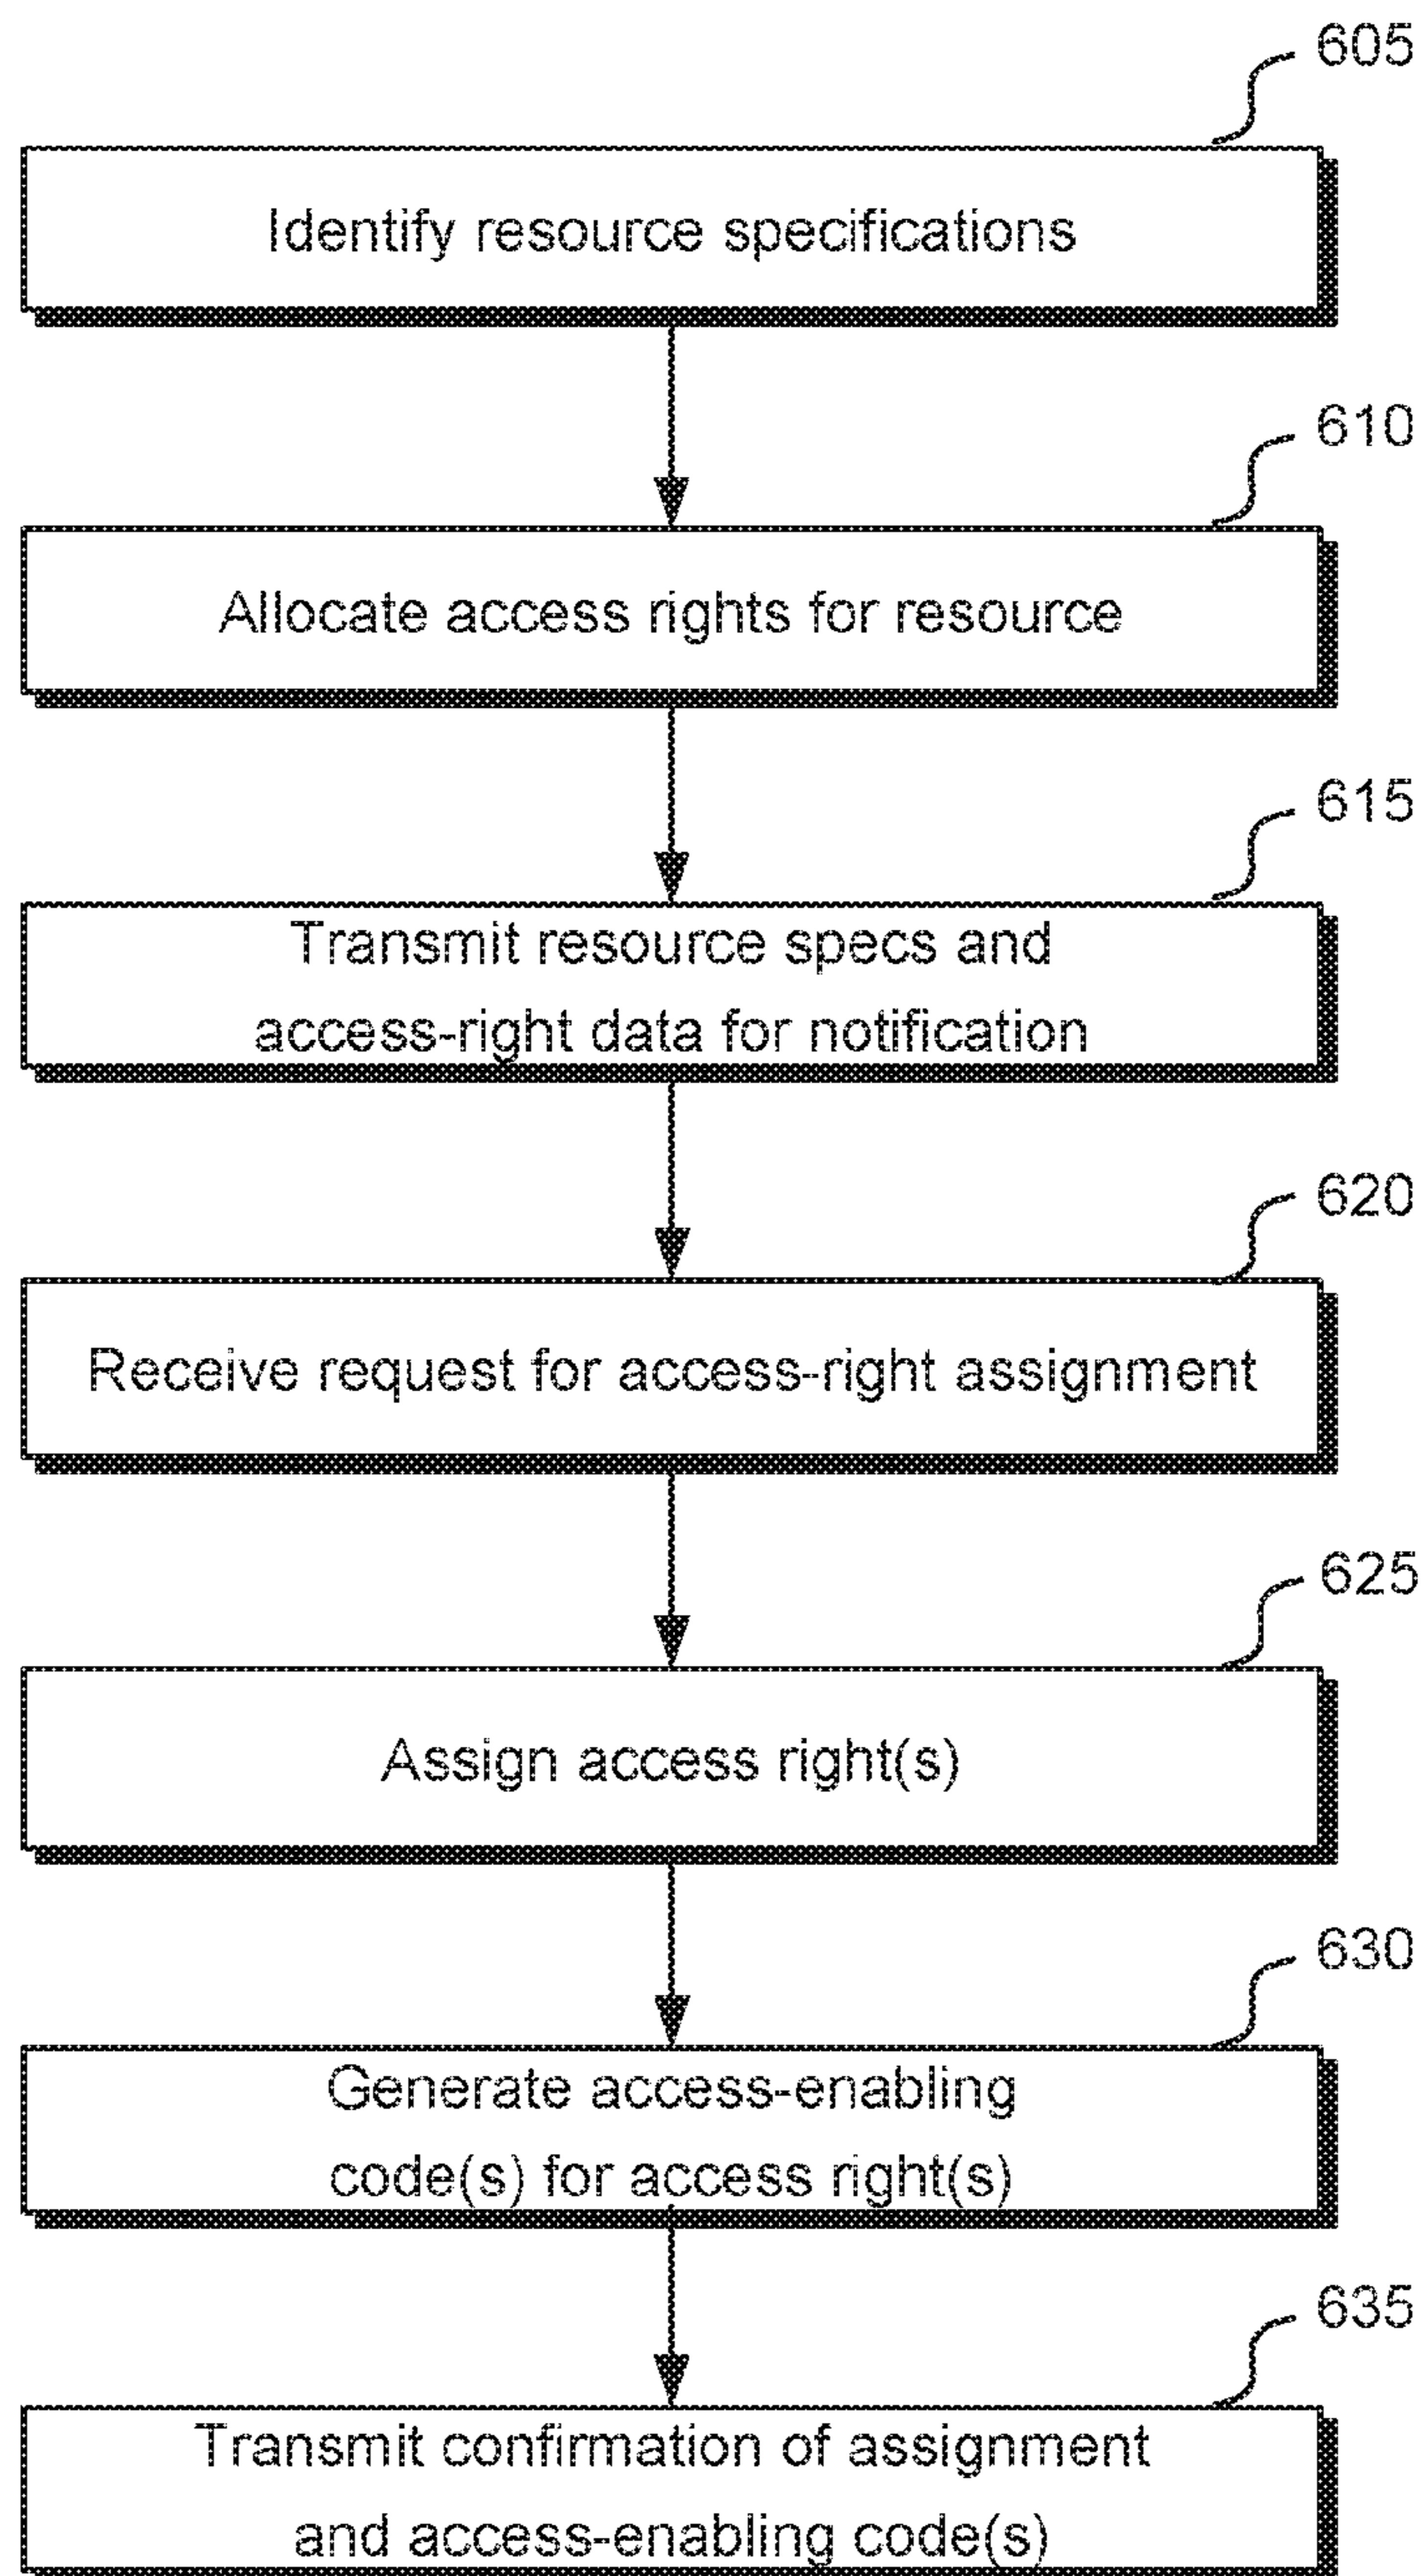 605
Identify resource specifications
610
Allocate access rights for resource
615
Transmit resource specs and
access-right data for notification
620
Receive request for access-right assignment
625
Assign access right(s)
630
Generate access-enabling
code(s) for access right(s)
635
Transmit confirmation of assignment
and access-enabling code(s)